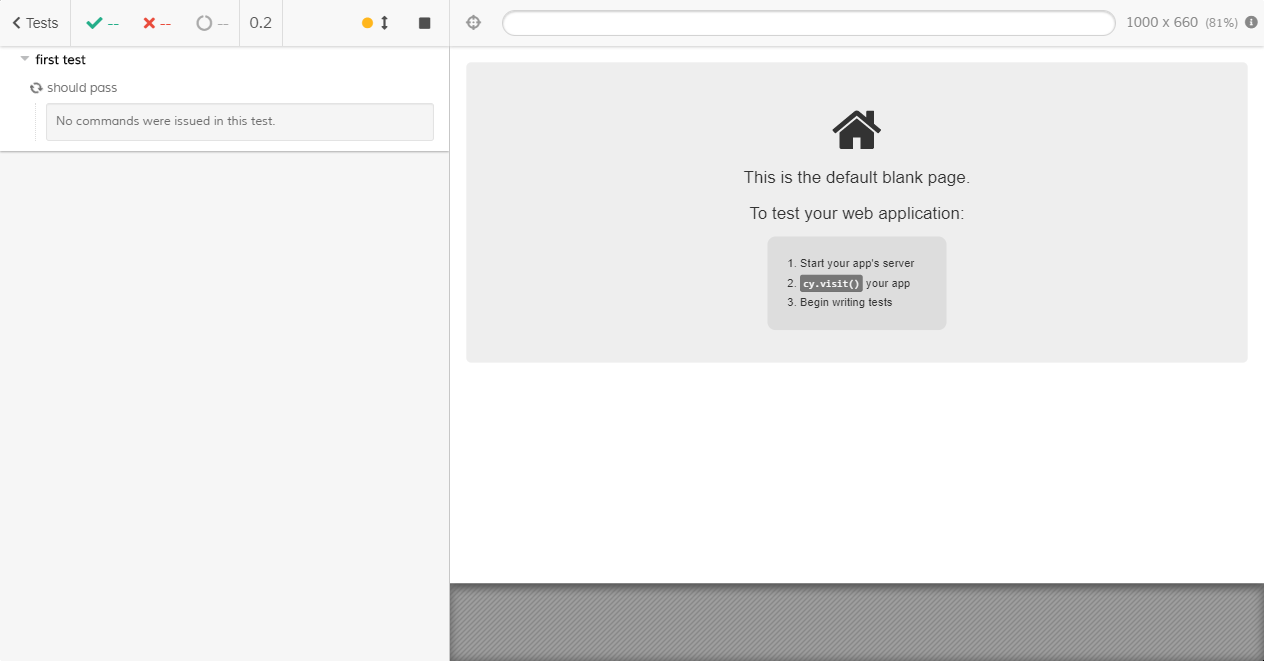 Tests -- -- -- 0.2 1000 x 660 (81%)
first test
should pass
No commands were issued in this test.
This is the default blank page.
To test your web application:
1. Start your app's server
2. cy.visit() your app
3. Begin writing tests